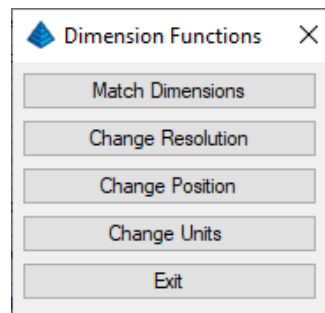 Dimension Functions
Match Dimensions
Change Resolution
Change Position
Change Units
Exit